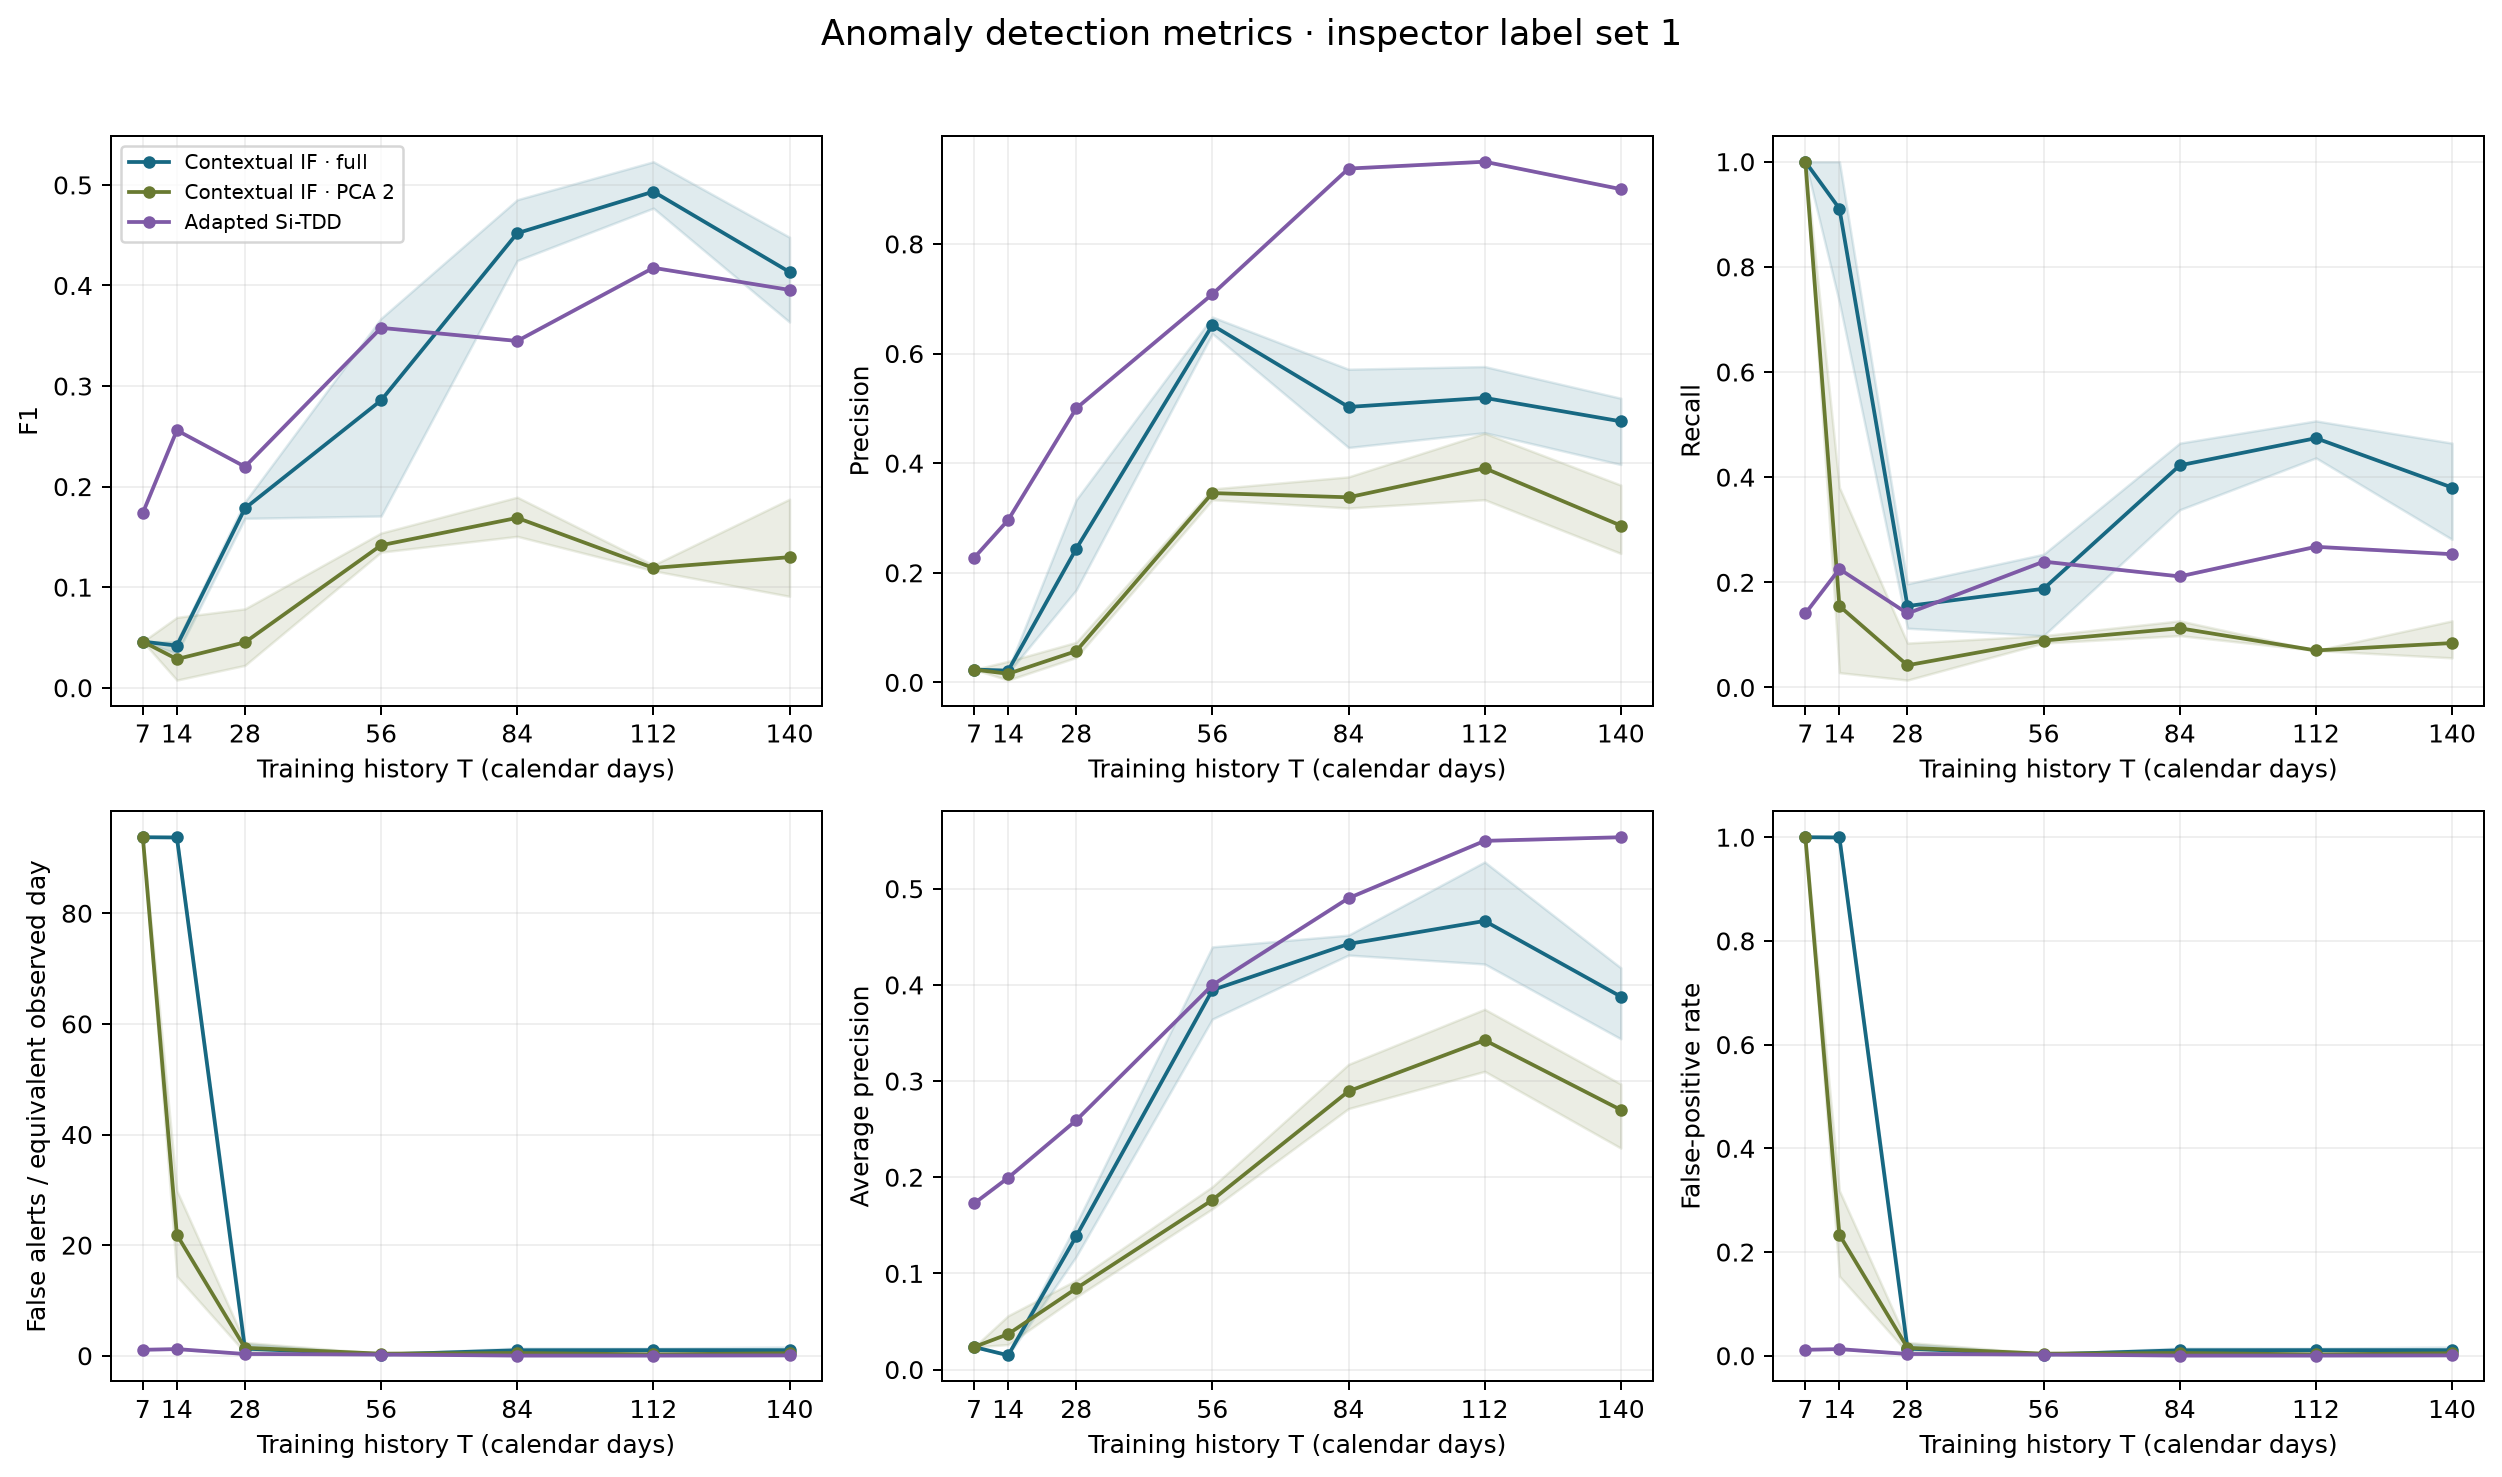 Anomaly detection metrics · inspector label set 1
Contextual IF · full
Contextual IF · PCA 2
Adapted Si-TDD
F1
0.5
0.4
0.3
0.2
0.1
0.0
7 14 28 56 84 112 140
Training history T (calendar days)
Precision
0.8
0.6
0.4
0.2
0.0
7 14 28 56 84 112 140
Training history T (calendar days)
Recall
1.0
0.8
0.6
0.4
0.2
0.0
7 14 28 56 84 112 140
Training history T (calendar days)
False alerts / equivalent observed day
80
60
40
20
0
7 14 28 56 84 112 140
Training history T (calendar days)
Average precision
0.5
0.4
0.3
0.2
0.1
0.0
7 14 28 56 84 112 140
Training history T (calendar days)
False-positive rate
1.0
0.8
0.6
0.4
0.2
0.0
7 14 28 56 84 112 140
Training history T (calendar days)